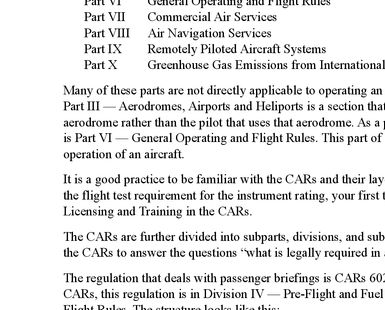 Part VI General Operating and Flight Rules
Part VII Commercial Air Services
Part VIII Air Navigation Services
Part IX Remotely Piloted Aircraft Systems
Part X Greenhouse Gas Emissions from International
Many of these parts are not directly applicable to operating an
Part III — Aerodromes, Airports and Heliports is a section that
aerodrome rather than the pilot that uses that aerodrome. As a p
is Part VI — General Operating and Flight Rules. This part of
operation of an aircraft.
It is a good practice to be familiar with the CARs and their lay
the flight test requirement for the instrument rating, your first t
Licensing and Training in the CARs.
The CARs are further divided into subparts, divisions, and sub
the CARs to answer the questions “what is legally required in
The regulation that deals with passenger briefings is CARs 602
CARs, this regulation is in Division IV — Pre-Flight and Fuel
Flight Rules. The structure looks like this: